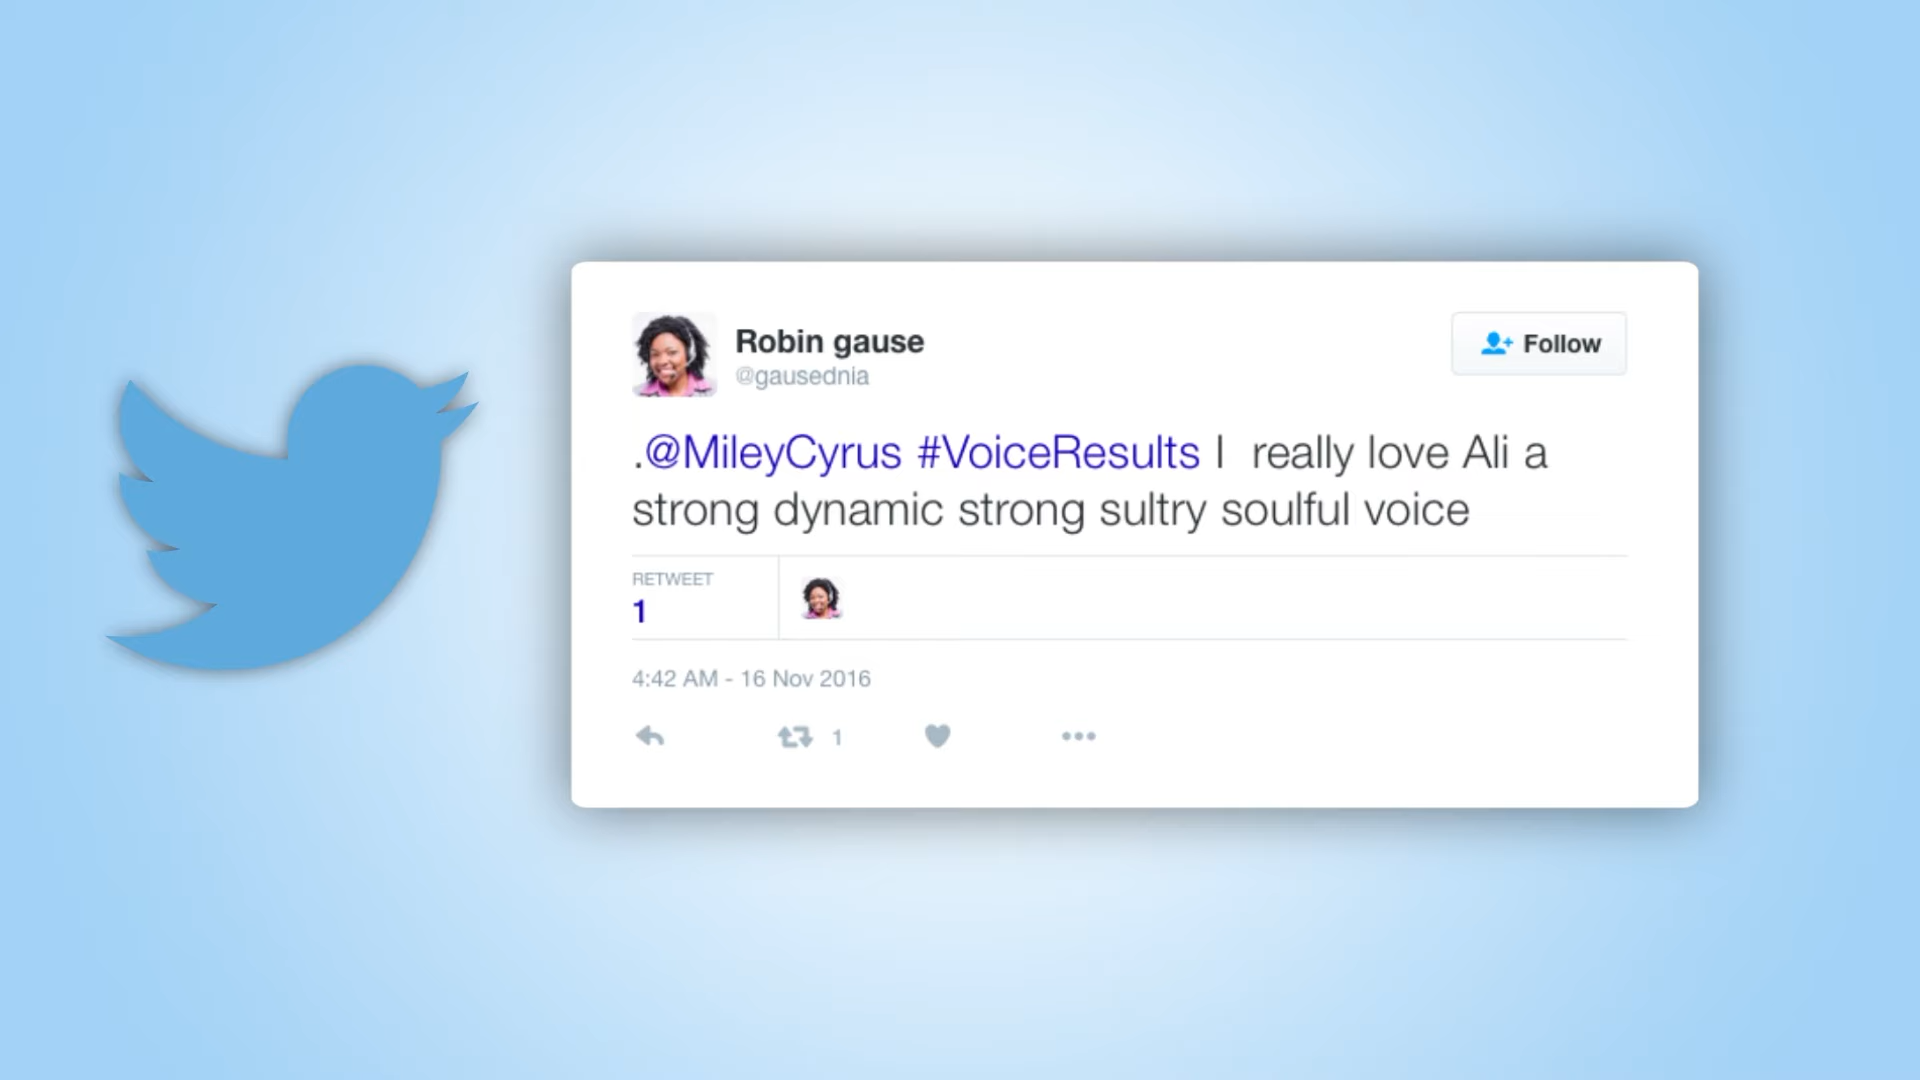 Robin gause
@gausednia
Follow
.@MileyCyrus #VoiceResults I  really love Ali a
strong dynamic strong sultry soulful voice
RETWEET
1
4:42 AM - 16 Nov 2016
1